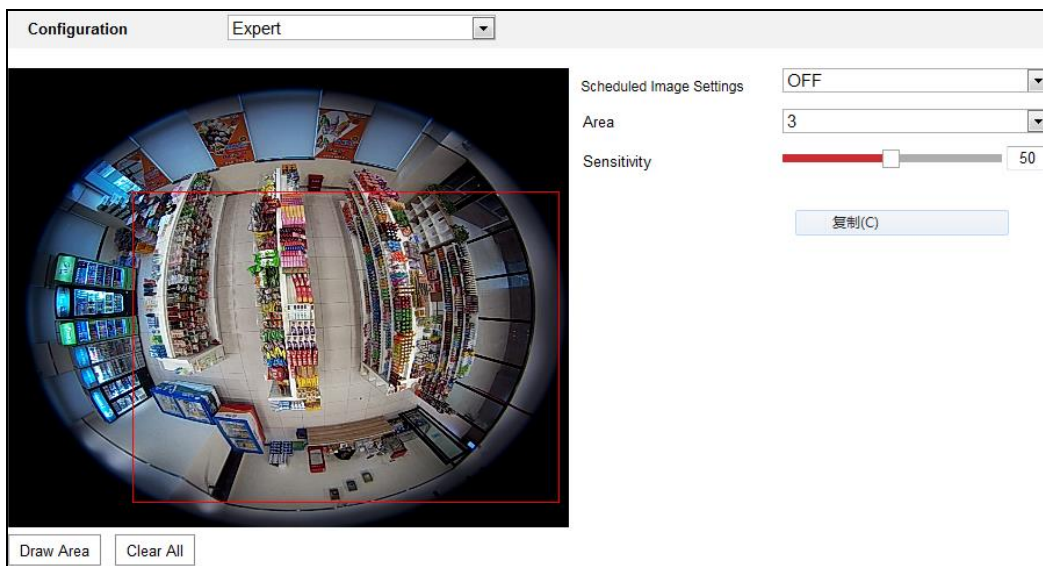 Configuration Expert
Scheduled Image Settings OFF
Area 3
Sensitivity 50
复制(C)
Draw Area Clear All